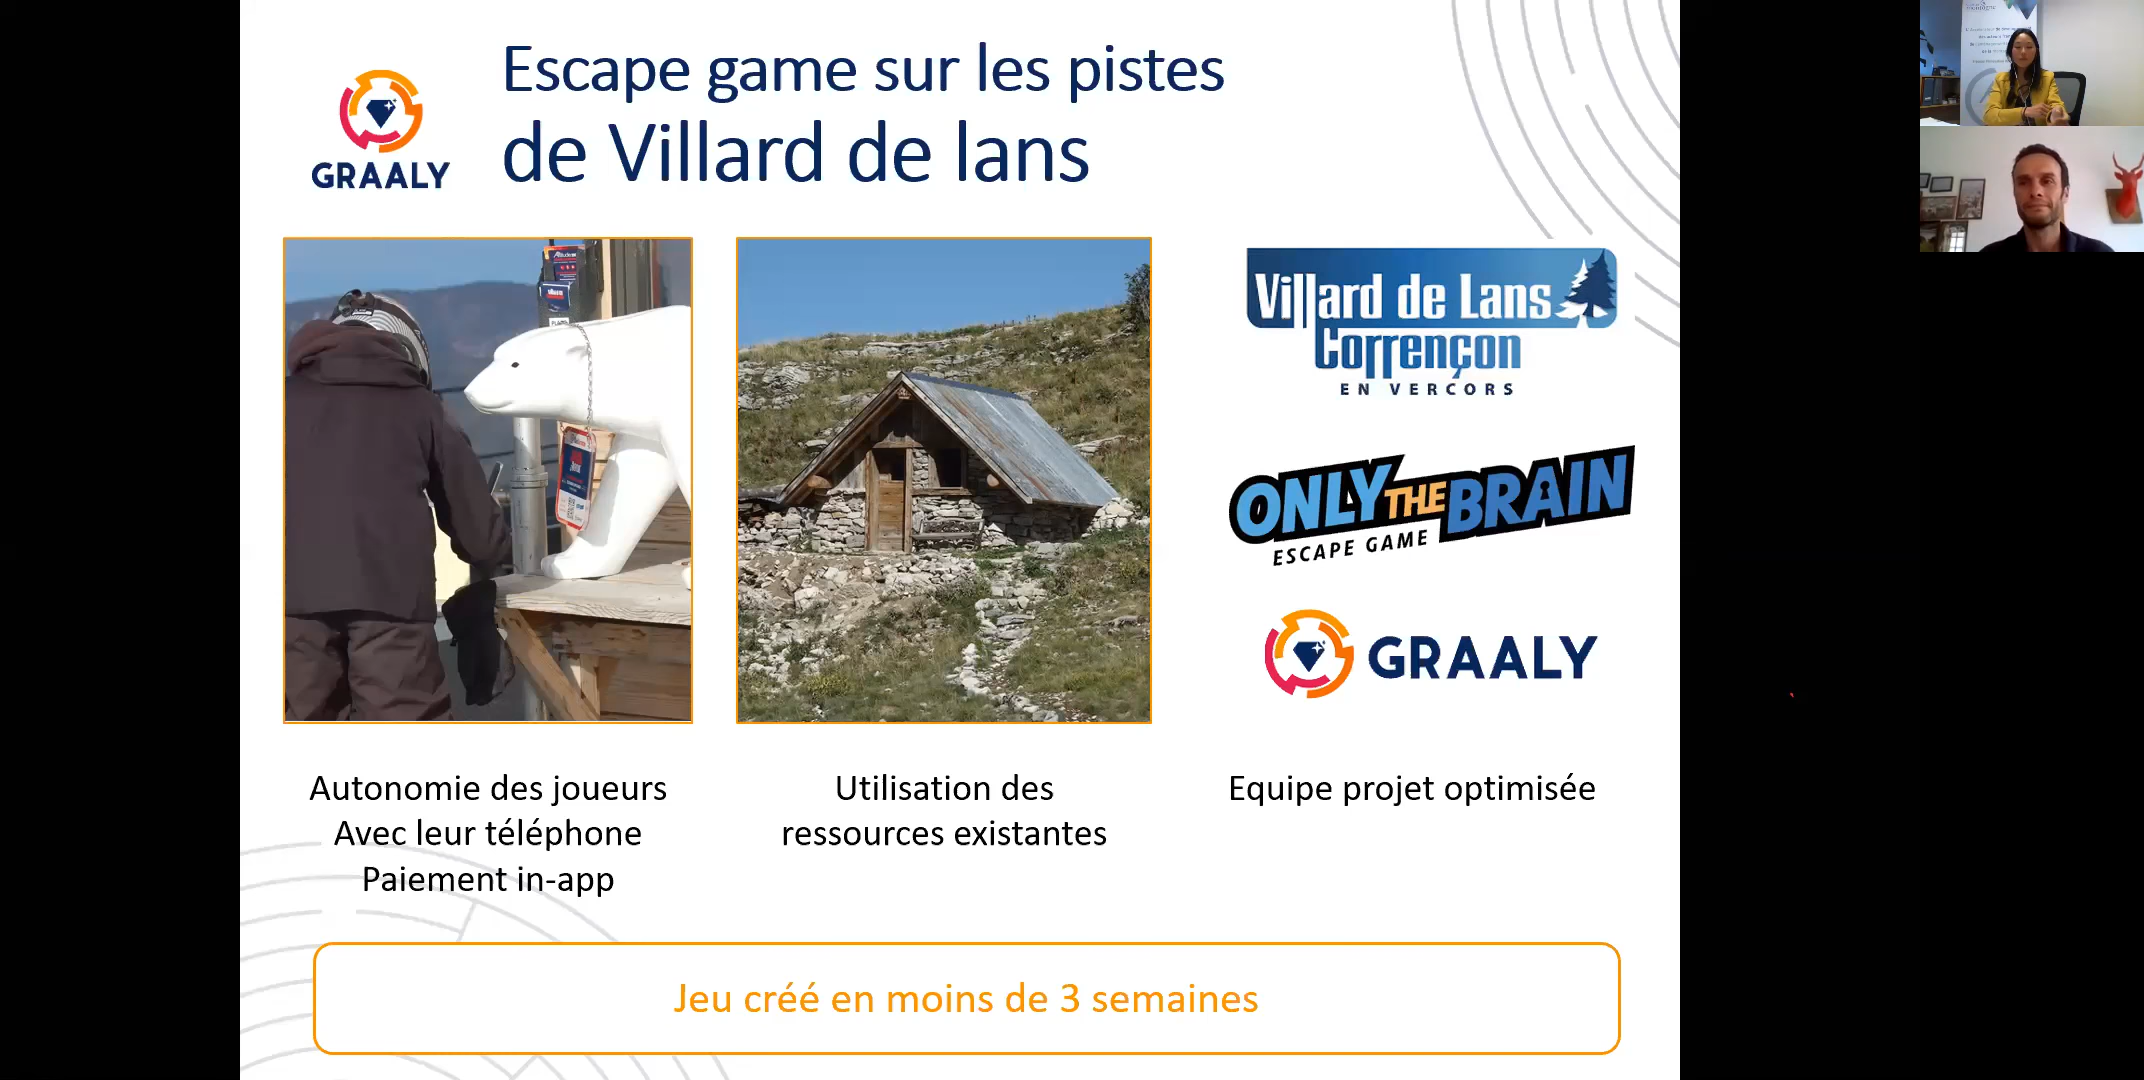 GRAALY
Escape game sur les pistes
de Villard de lans
Villard de Lans
Corrençon
EN VERCORS
ONLY THE BRAIN
ESCAPE GAME
GRAALY
Autonomie des joueurs
Avec leur téléphone
Paiement in-app
Utilisation des
ressources existantes
Equipe projet optimisée
Jeu créé en moins de 3 semaines